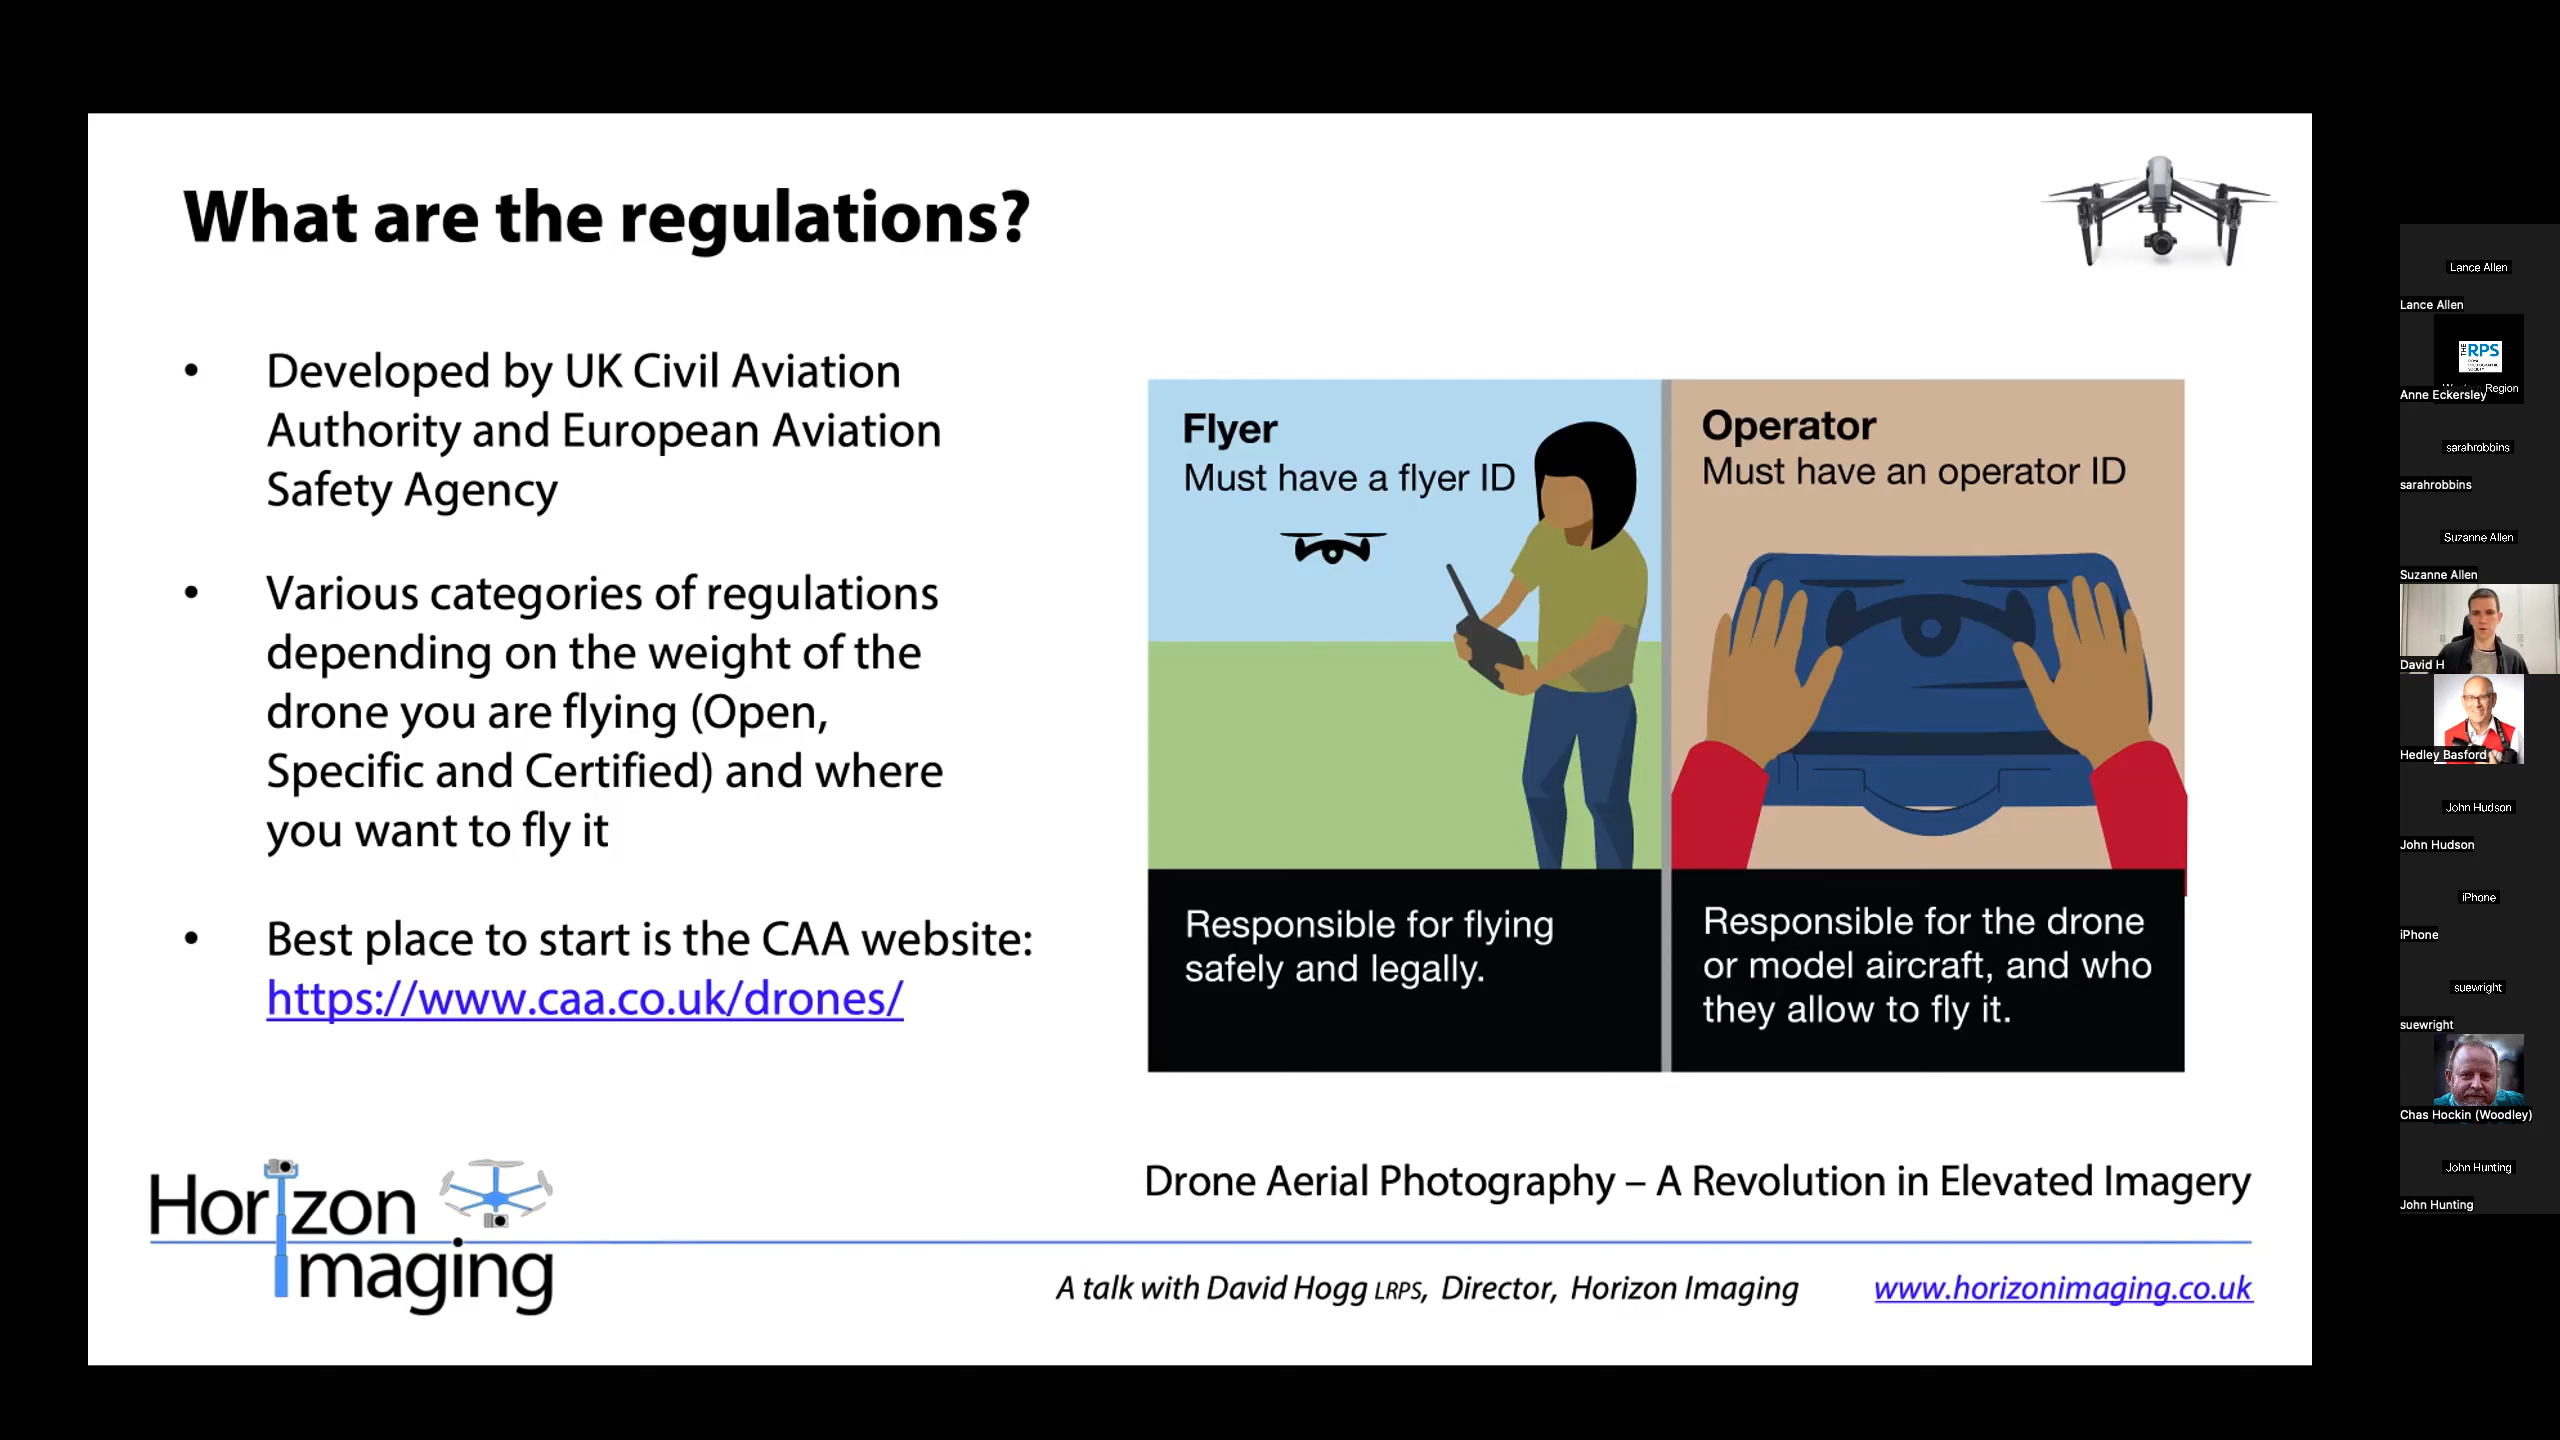 What are the regulations?
• Developed by UK Civil Aviation
Authority and European Aviation
Safety Agency
• Various categories of regulations
depending on the weight of the
drone you are flying (Open,
Specific and Certified) and where
you want to fly it
• Best place to start is the CAA website:
https://www.caa.co.uk/drones/
Flyer
Must have a flyer ID
Responsible for flying
safely and legally.
Operator
Must have an operator ID
Responsible for the drone
or model aircraft, and who
they allow to fly it.
Horizon
Imaging
Drone Aerial Photography – A Revolution in Elevated Imagery
A talk with David Hogg LRPS, Director, Horizon Imaging
www.horizonimaging.co.uk
Lance Allen
Lance Allen
THE RPS
Region
Anne Eckersley
sarahrobbins
sarahrobbins
Suzanne Allen
Suzanne Allen
David H
Hedley Basford
John Hudson
John Hudson
iPhone
iPhone
suewright
suewright
Chas Hockin (Woodley)
John Hunting
John Hunting